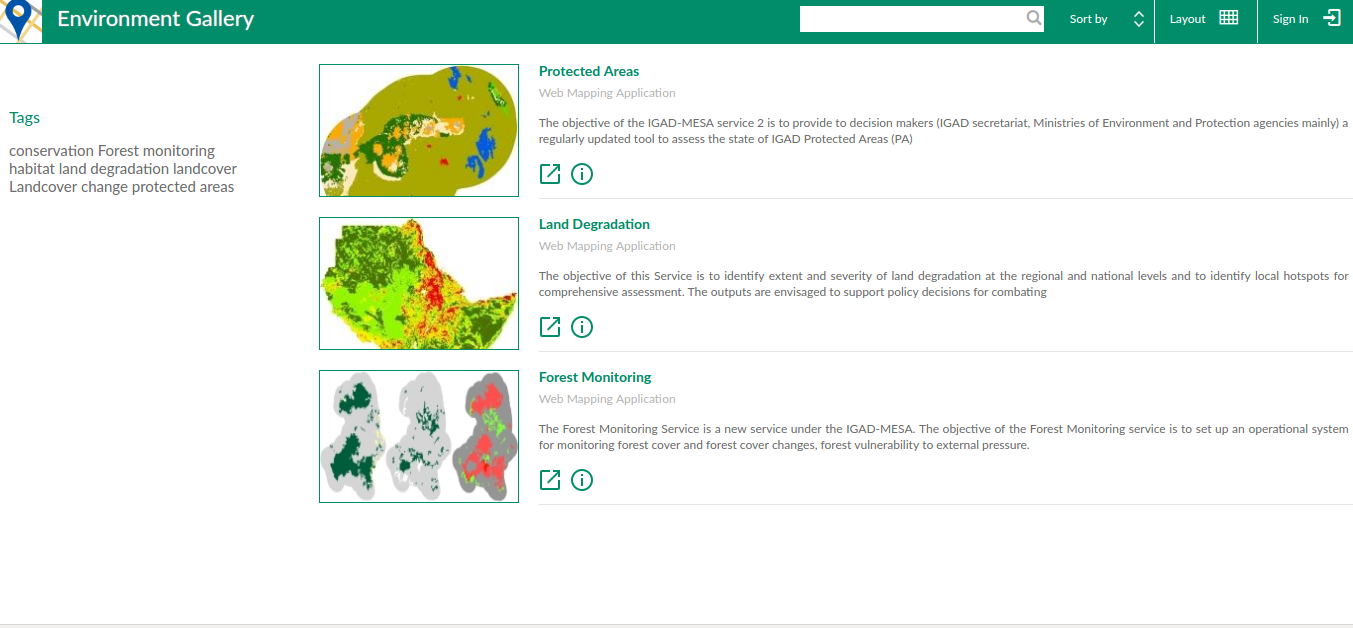 Environment Gallery
Sort by
Layout
Sign In
Tags
conservation Forest monitoring
habitat land degradation landcover
Landcover change protected areas
Protected Areas
Web Mapping Application
The objective of the IGAD-MESA service 2 is to provide to decision makers (IGAD secretariat, Ministries of Environment and Protection agencies mainly) a
regularly updated tool to assess the state of IGAD Protected Areas (PA)
Land Degradation
Web Mapping Application
The objective of this Service is to identify extent and severity of land degradation at the regional and national levels and to identify local hotspots for
comprehensive assessment. The outputs are envisaged to support policy decisions for combating
Forest Monitoring
Web Mapping Application
The Forest Monitoring Service is a new service under the IGAD-MESA. The objective of the Forest Monitoring service is to set up an operational system
for monitoring forest cover and forest cover changes, forest vulnerability to external pressure.